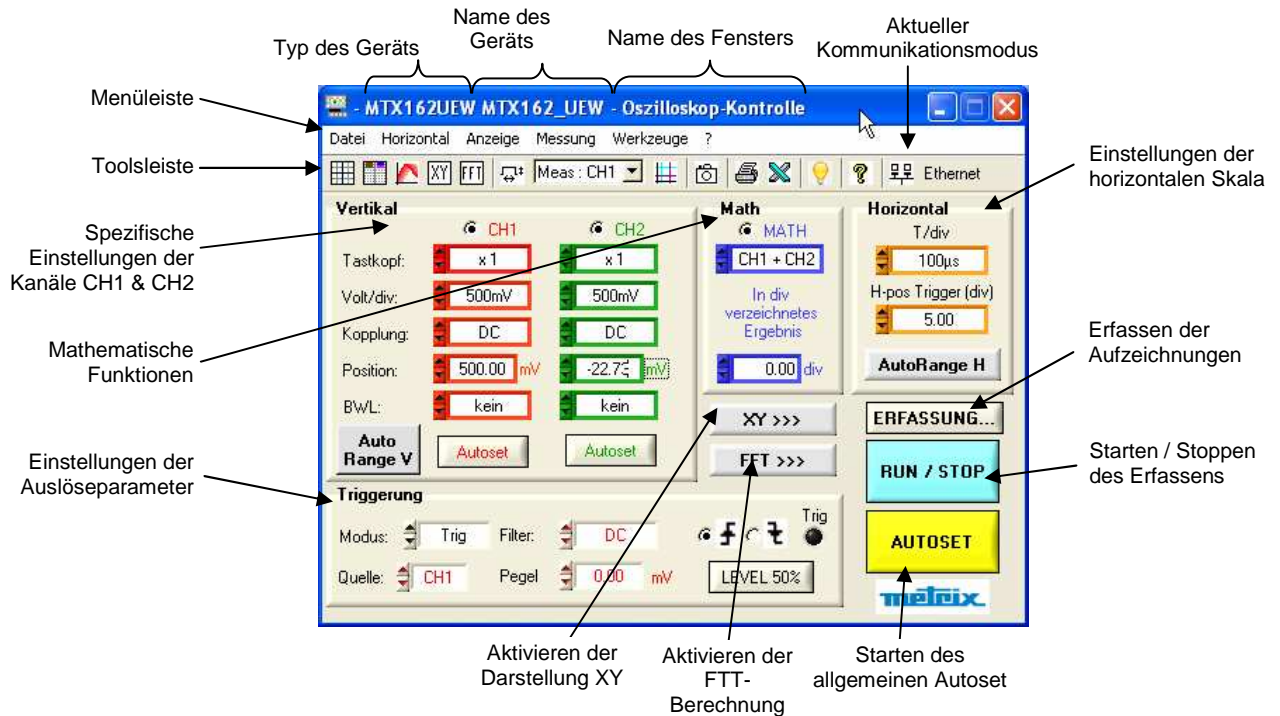 Typ des Geräts
Name des
Geräts
Name des Fensters
Aktueller
Kommunikationsmodus
Menüleiste
Toolsleiste
Spezifische
Einstellungen der
Kanäle CH1 & CH2
Mathematische
Funktionen
Einstellungen der
Auslöseparameter
- MTX162UEW MTX162_UEW - Oszilloskop-Kontrolle
Datei Horizontal Anzeige Messung Werkzeuge ?
XY FFT Meas : CH1 ? Ethernet
Vertikal
CH1 CH2
Tastkopf: x 1 x 1
Volt/div: 500mV 500mV
Kopplung: DC DC
Position: 500.00 mV -22.75 mV
BWL: kein kein
Auto
Range V
Autoset Autoset
Math
MATH
CH1 + CH2
In div
verzeichnetes
Ergebnis
0.00 div
XY >>>
FFT >>>
Horizontal
T/div
100µs
H-pos Trigger (div)
5.00
AutoRange H
ERFASSUNG...
RUN / STOP
AUTOSET
metrix
Triggerung
Modus: Trig Filter: DC Trig
Quelle: CH1 Pegel 0.00 mV LEVEL 50%
Einstellungen der
horizontalen Skala
Erfassen der
Aufzeichnungen
Starten / Stoppen
des Erfassens
Aktivieren der
Darstellung XY
Aktivieren der
FTT-
Berechnung
Starten des
allgemeinen Autoset